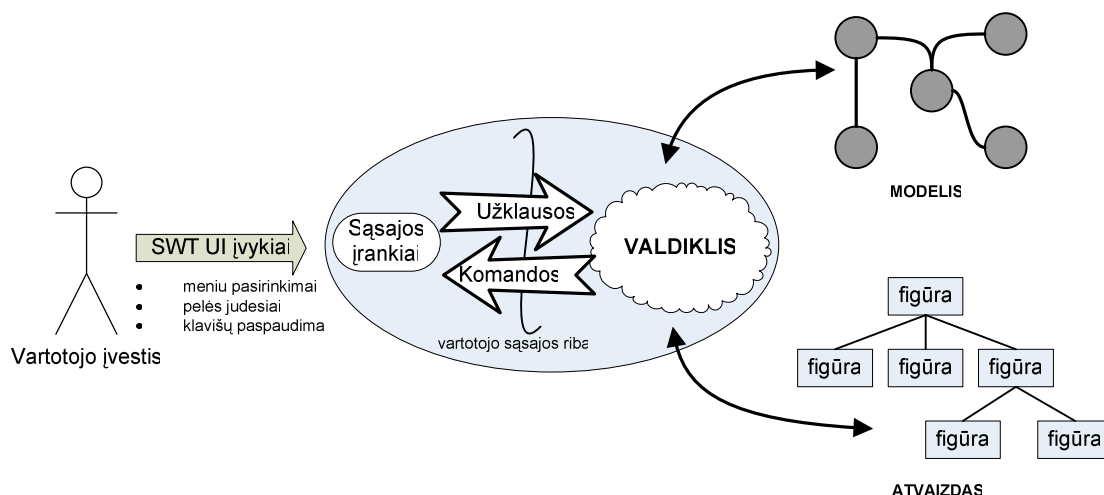 MODELIS
Užklausos
Sąsajos
įrankiai
VALDIKLIS
SWT UI įvykiai
Komandos
meniu pasirinkimai
pelės judesiai
klavišų paspaudima
vartotojo sąsajos riba
Vartotojo įvestis
figūra
figūra figūra figūra
figūra figūra
ATVAIZDAS